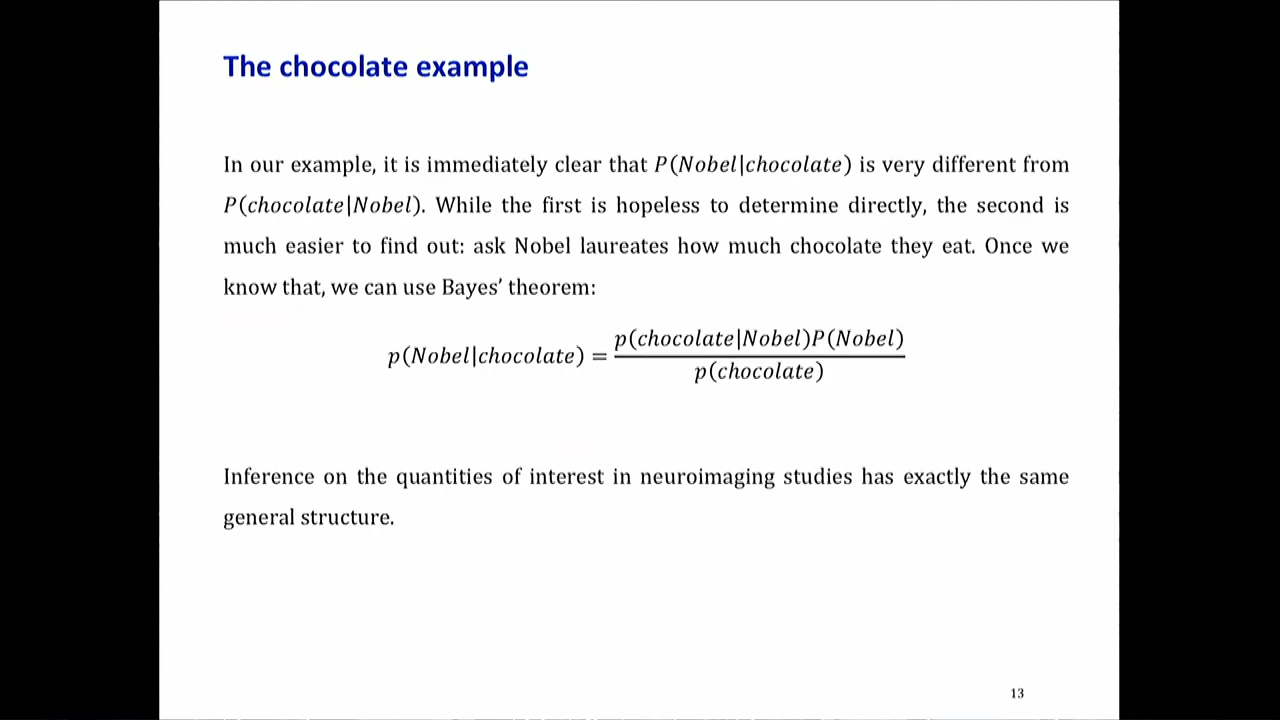 The chocolate example
In our example, it is immediately clear that P(Nobel|chocolate) is very different from
P(chocolate|Nobel). While the first is hopeless to determine directly, the second is
much easier to find out: ask Nobel laureates how much chocolate they eat. Once we
know that, we can use Bayes’ theorem:
p(Nobel|chocolate) = p(chocolate|Nobel)P(Nobel)
p(chocolate)
Inference on the quantities of interest in neuroimaging studies has exactly the same
general structure.
13